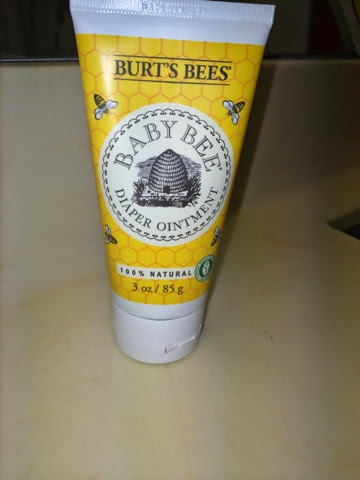 BURT'S BEES®
BABY BEE
DIAPER OINTMENT
100% NATURAL
3 oz / 85 g